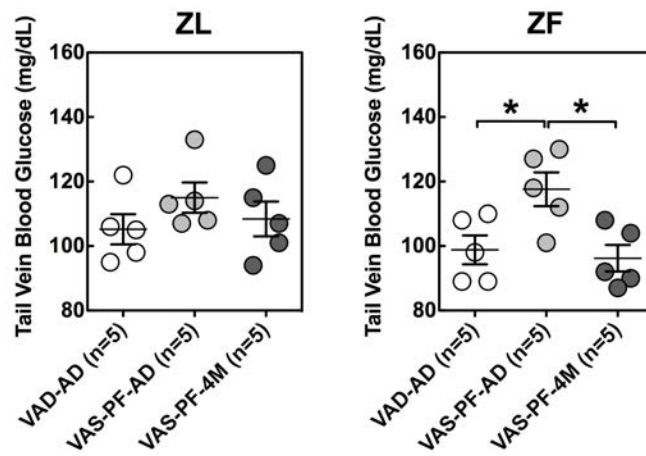 ZL
Tail Vein Blood Glucose (mg/dL)
160
140
120
100
80
VAD-AD (n=5)
VAS-PF-AD (n=5)
VAS-PF-4M (n=5)
ZF
Tail Vein Blood Glucose (mg/dL)
160
140
120
100
80
* *
VAD-AD (n=5)
VAS-PF-AD (n=5)
VAS-PF-4M (n=5)